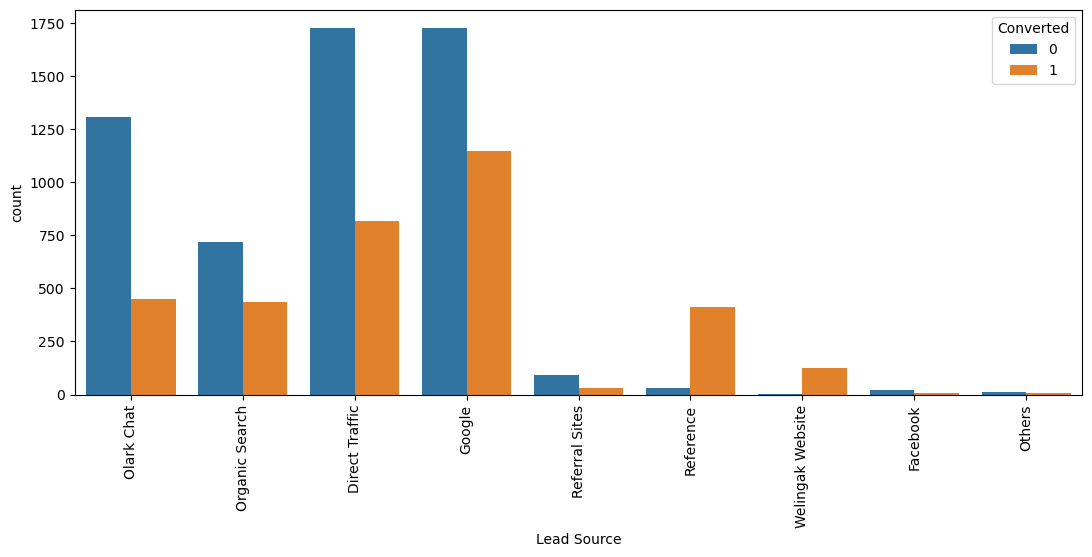 1750
1500
1250
1000
750
500
250
0
count
Converted
0
1
Olark Chat
Organic Search
Direct Traffic
Google
Referral Sites
Reference
Welingak Website
Facebook
Others
Lead Source